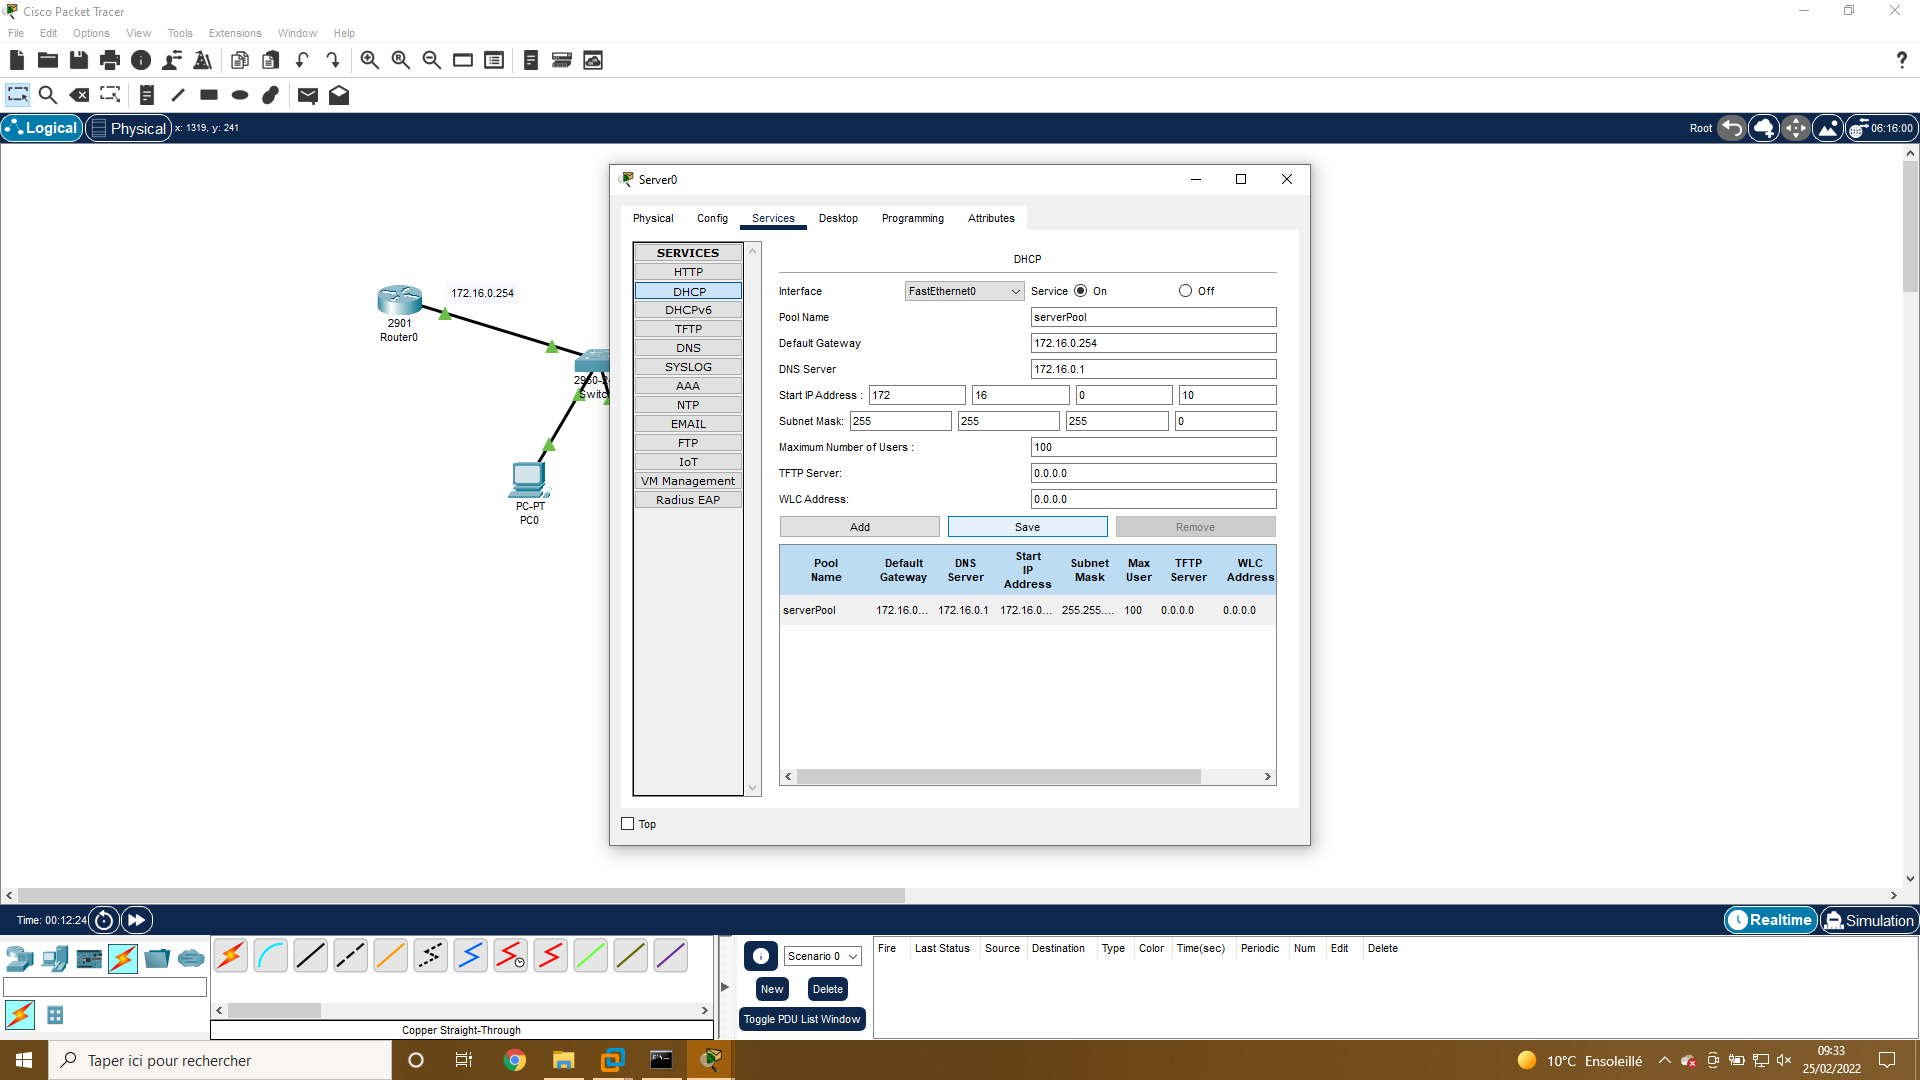 Cisco Packet Tracer
File Edit Options View Tools Extensions Window Help
?
Logical Physical x: 1319, y: 241 Root 06:16:00
172.16.0.254
2901
Router0
2960-2
Switc
PC-PT
PC0
Server0
Physical Config Services Desktop Programming Attributes
SERVICES
HTTP
DHCP
DHCPv6
TFTP
DNS
SYSLOG
AAA
NTP
EMAIL
FTP
IoT
VM Management
Radius EAP
DHCP
Interface FastEthernet0 Service On Off
Pool Name serverPool
Default Gateway 172.16.0.254
DNS Server 172.16.0.1
Start IP Address : 172 16 0 10
Subnet Mask: 255 255 255 0
Maximum Number of Users : 100
TFTP Server: 0.0.0.0
WLC Address: 0.0.0.0
Add Save Remove
Pool Name Default Gateway DNS Server Start IP Address Subnet Mask Max User TFTP Server WLC Address
serverPool 172.16.0... 172.16.0.1 172.16.0... 255.255.... 100 0.0.0.0 0.0.0.0
Top
Time: 00:12:24 Realtime Simulation
Scenario 0
New Delete
Toggle PDU List Window
Fire Last Status Source Destination Type Color Time(sec) Periodic Num Edit Delete
Copper Straight-Through
Taper ici pour rechercher
10°C Ensoleillé
09:33
25/02/2022